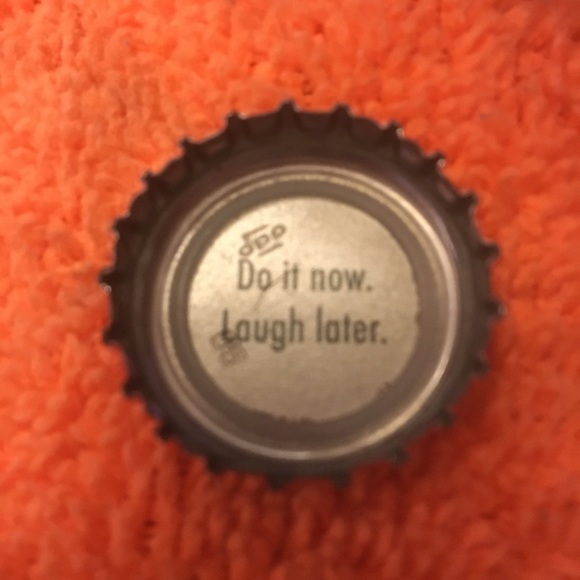 Do it now.
Laugh later.